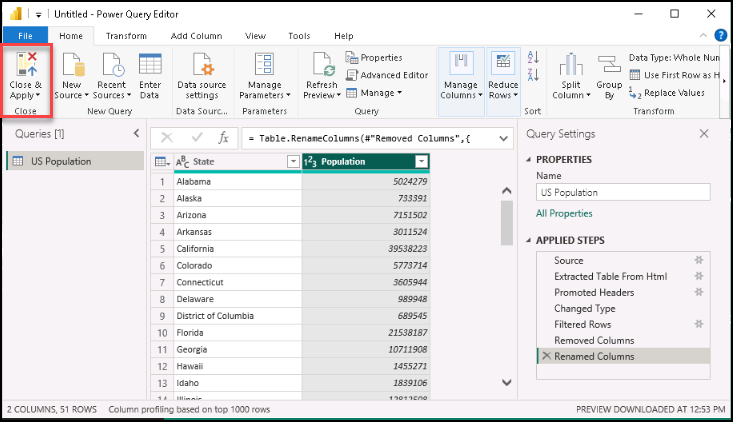 Untitled - Power Query Editor
File Home Transform Add Column View Tools Help
Close & Apply
New Source
Recent Sources
Enter Data
Data source settings
Manage Parameters
Refresh Preview
Properties
Advanced Editor
Manage
Manage Columns
Reduce Rows
Split Column
Group By
Data Type: Whole Num
Use First Row as H
Replace Values
Close New Query Data Sourc... Parameters Query Sort Transform
Queries [1]
US Population
= Table.RenameColumns(#"Removed Columns",{
State Population
1 Alabama 5024279
2 Alaska 733391
3 Arizona 7151502
4 Arkansas 3011524
5 California 39538223
6 Colorado 5773714
7 Connecticut 3605944
8 Delaware 989948
9 District of Columbia 689545
10 Florida 21538187
11 Georgia 10711908
12 Hawaii 1455271
13 Idaho 1839106
14 Illinois 12812508
Query Settings
PROPERTIES
Name
US Population
All Properties
APPLIED STEPS
Source
Extracted Table From Html
Promoted Headers
Changed Type
Filtered Rows
Removed Columns
Renamed Columns
2 COLUMNS, 51 ROWS Column profiling based on top 1000 rows PREVIEW DOWNLOADED AT 12:53 PM